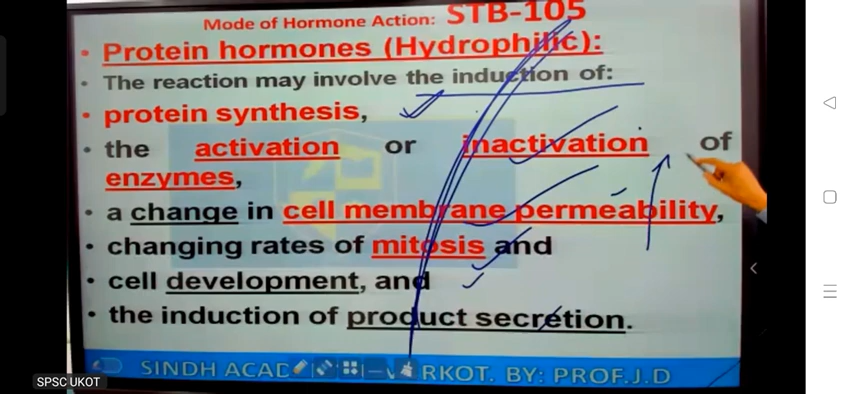 Mode of Hormone Action: STB-105
• Protein hormones (Hydrophilic):
• The reaction may involve the induction of:
• protein synthesis,
• the activation or inactivation of
enzymes,
• a change in cell membrane permeability,
• changing rates of mitosis and
• cell development, and
• the induction of product secretion.
SINDH ACAD RKOT. BY: PROF.J.D
SPSC UKOT